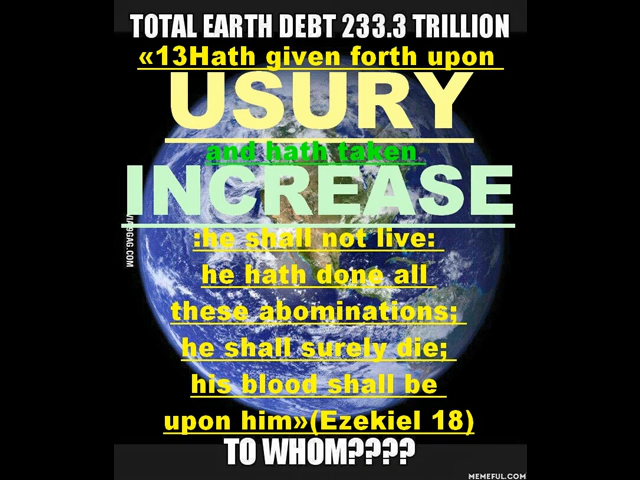 TOTAL EARTH DEBT 233.3 TRILLION
«13Hath given forth upon
USURY
and hath taken
INCREASE
:he shall not live:
he hath done all
these abominations;
he shall surely die;
his blood shall be
upon him»(Ezekiel 18)
TO WHOM????
VIA9GAG.COM
MEMEFUL.COM